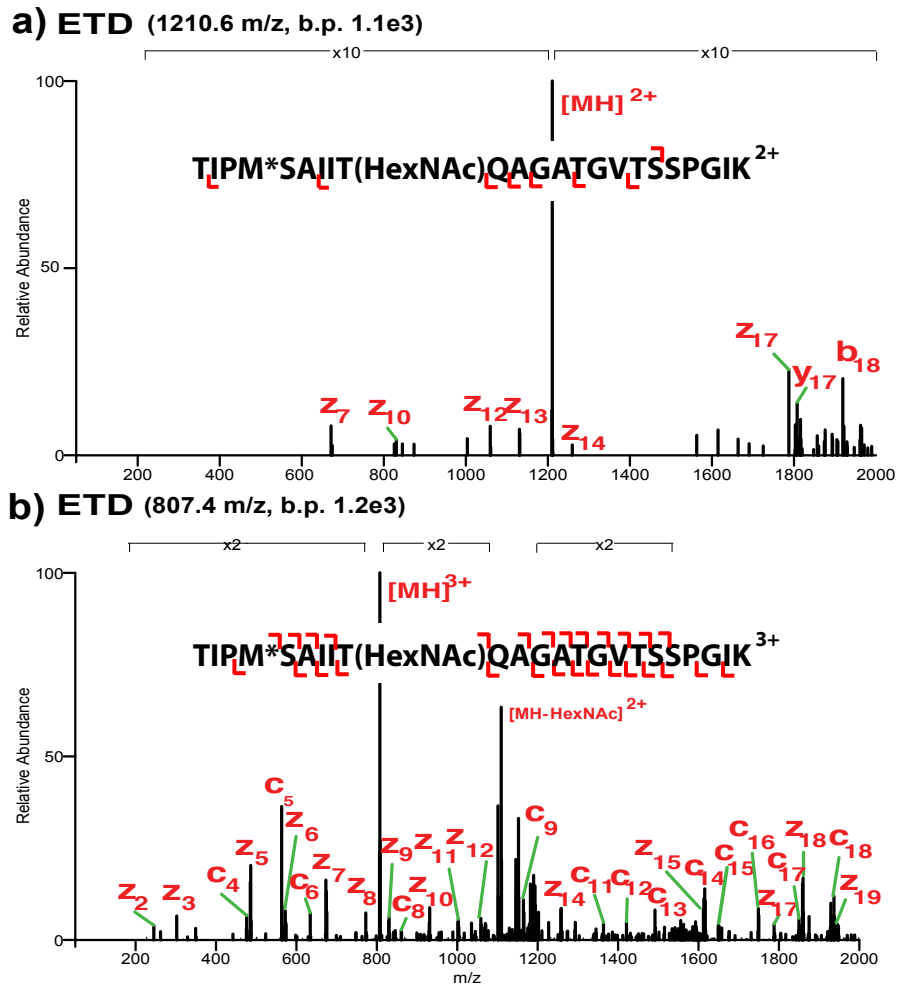 a) ETD (1210.6 m/z, b.p. 1.1e3)
x10 x10
100
[MH] 2+
TIPM*SAIIT(HexNAc)QAGATGVTSSPGIK 2+
Relative Abundance
50
z17
y17
b18
z7
z10
z12
z13
z14
0
200 400 600 800 1000 1200 1400 1600 1800 2000
b) ETD (807.4 m/z, b.p. 1.2e3)
x2 x2 x2
100
[MH]3+
TIPM*SAIIT(HexNAc)QAGATGVTSSPGIK 3+
[MH-HexNAc]2+
Relative Abundance
50
z2
z3
c4
z5
c5
z6
c6
z7
z8
z9
c8
z10
z11
z12
c9
z14
c11
c12
z15
c13
c14
c15
c16
z17
c17
z18
c18
z19
0
200 400 600 800 1000 1200 1400 1600 1800 2000
m/z